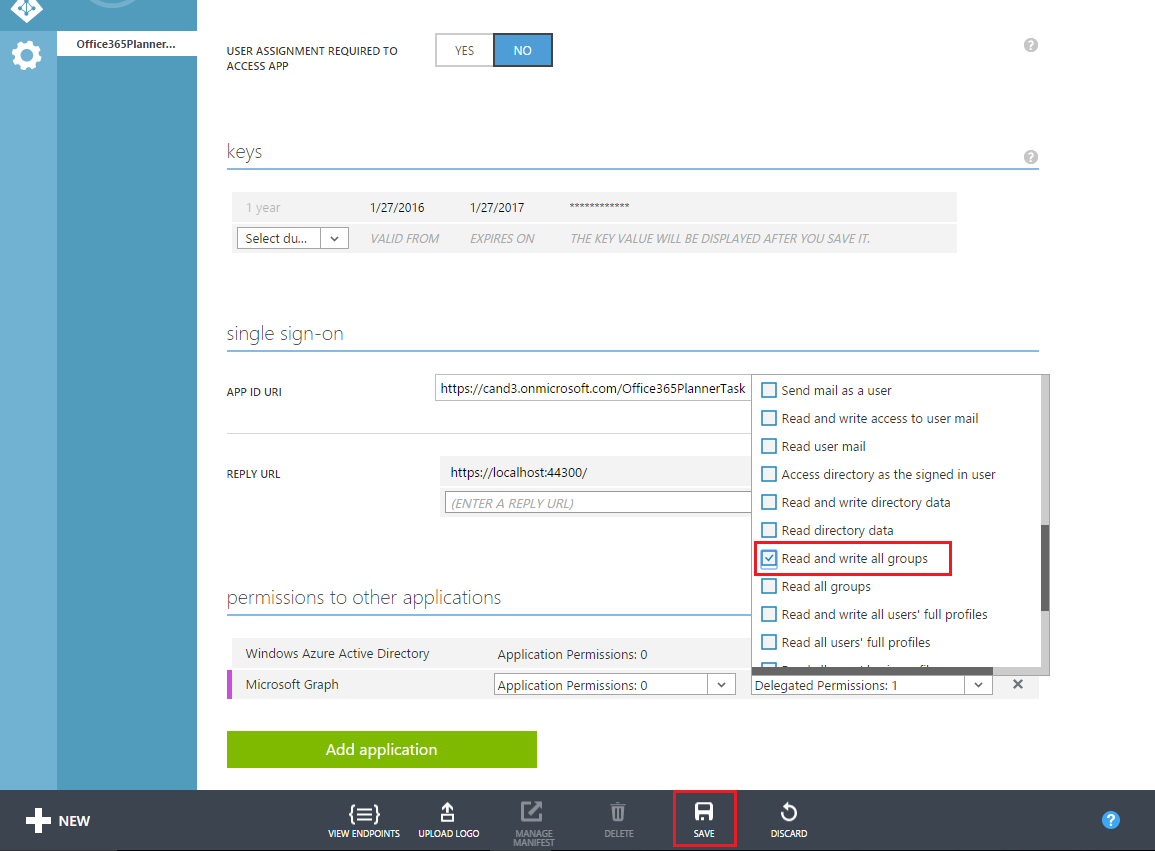 Office365Planner...
USER ASSIGNMENT REQUIRED TO
ACCESS APP
YES
NO
?
keys
?
1 year
1/27/2016
1/27/2017
************
Select du...
VALID FROM
EXPIRES ON
THE KEY VALUE WILL BE DISPLAYED AFTER YOU SAVE IT.
single sign-on
APP ID URI
https://cand3.onmicrosoft.com/Office365PlannerTask
REPLY URL
https://localhost:44300/
(ENTER A REPLY URL)
Send mail as a user
Read and write access to user mail
Read user mail
Access directory as the signed in user
Read and write directory data
Read directory data
Read and write all groups
Read all groups
Read and write all users' full profiles
Read all users' full profiles
permissions to other applications
Windows Azure Active Directory
Application Permissions: 0
Microsoft Graph
Application Permissions: 0
Delegated Permissions: 1
Add application
NEW
VIEW ENDPOINTS
UPLOAD LOGO
MANAGE
MANIFEST
DELETE
SAVE
DISCARD
?